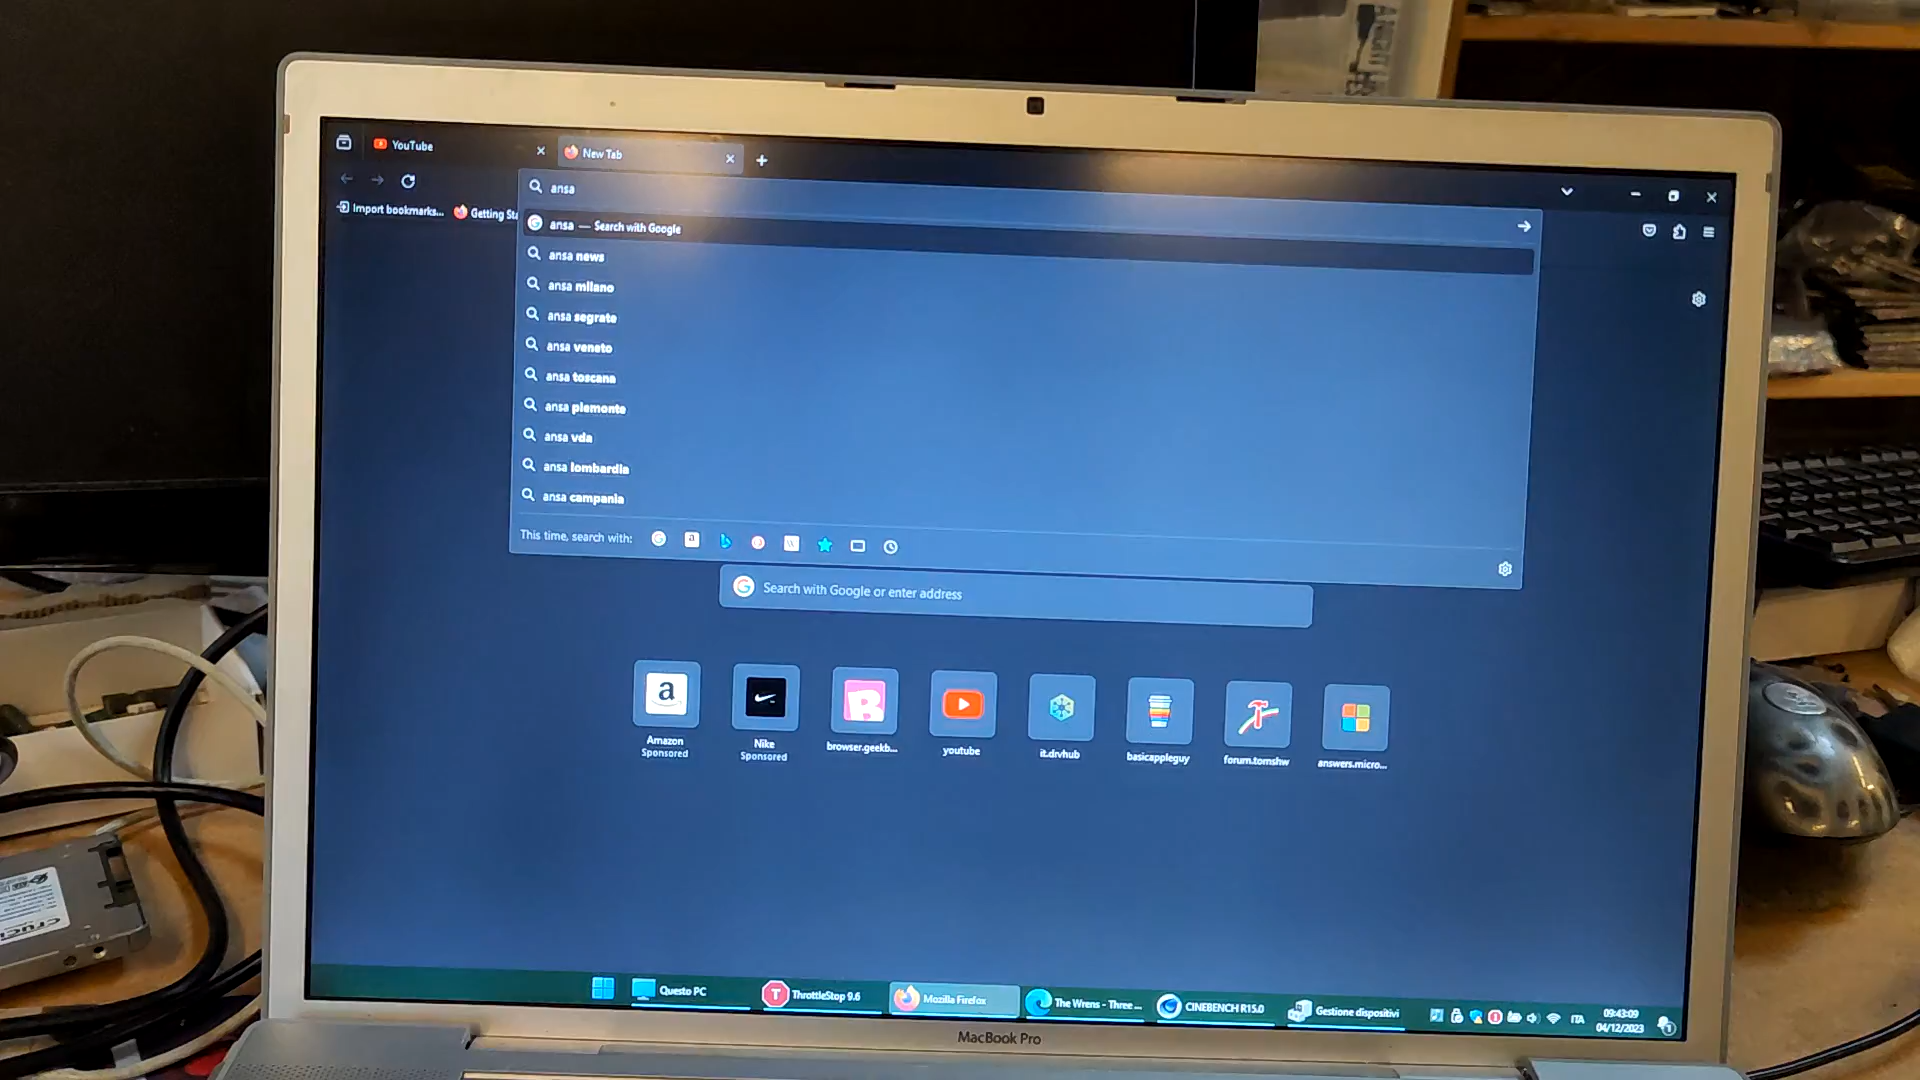 YouTube
New Tab
ansa
Import bookmarks...
Getting Sta
ansa — Search with Google
ansa news
ansa milano
ansa segrate
ansa veneto
ansa toscana
ansa piemonte
ansa vda
ansa lombardia
ansa campania
This time, search with:
Search with Google or enter address
Amazon
Sponsored
Nike
Sponsored
browser.geekb...
youtube
it.drvhub
basicappleguy
forum.tomshw
answers.micro...
Questo PC
ThrottleStop 9.6
Mozilla Firefox
The Wrens - Three ...
CINEBENCH R15.0
Gestione dispositivi
ITA
09:43:09
04/12/2023
MacBook Pro